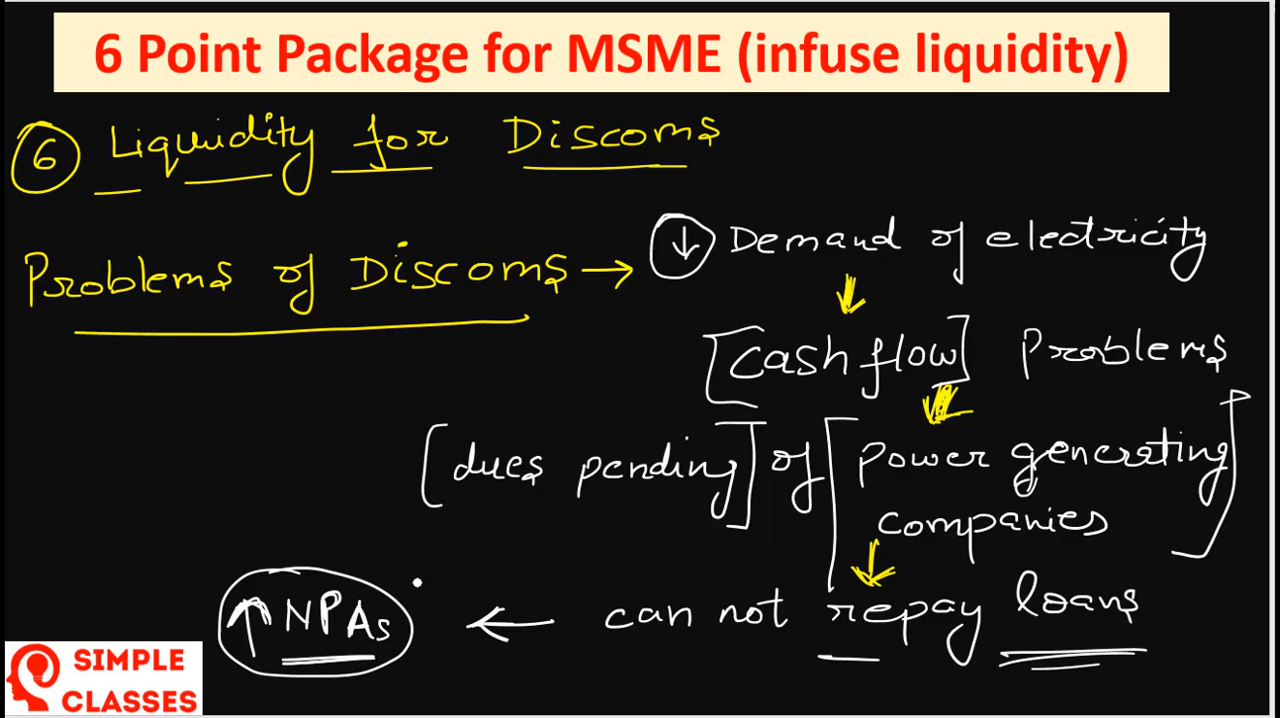 6 Point Package for MSME (infuse liquidity)
6 Liquidity for Discoms
Problems of Discoms → ↓ Demand of electricity
[cash flow] Problems
[dues pending] of [power generating
companies]
↑ NPAs ← can not repay loans
SIMPLE
CLASSES